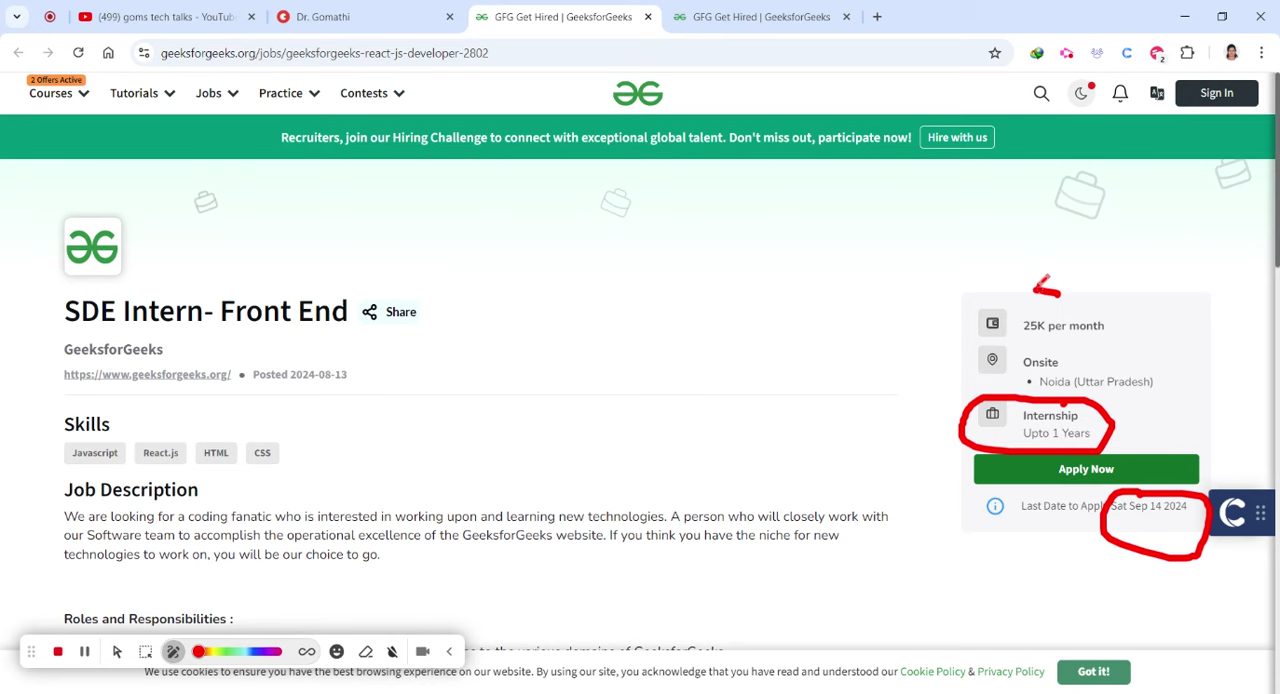 (499) goms tech talks - YouTub
Dr. Gomathi
GFG Get Hired | GeeksforGeeks
GFG Get Hired | GeeksforGeeks
geeksforgeeks.org/jobs/geeksforgeeks-react-js-developer-2802
2
2 Offers Active
Courses Tutorials Jobs Practice Contests
Sign In
Recruiters, join our Hiring Challenge to connect with exceptional global talent. Don't miss out, participate now! Hire with us
SDE Intern- Front End
Share
GeeksforGeeks
https://www.geeksforgeeks.org/ ● Posted 2024-08-13
Skills
Javascript React.js HTML CSS
Job Description
We are looking for a coding fanatic who is interested in working upon and learning new technologies. A person who will closely work with
our Software team to accomplish the operational excellence of the GeeksforGeeks website. If you think you have the niche for new
technologies to work on, you will be our choice to go.
Roles and Responsibilities :
25K per month
Onsite
• Noida (Uttar Pradesh)
Internship
Upto 1 Years
Apply Now
Last Date to Apply Sat Sep 14 2024
We use cookies to ensure you have the best browsing experience on our website. By using our site, you acknowledge that you have read and understood our Cookie Policy & Privacy Policy
Got it!